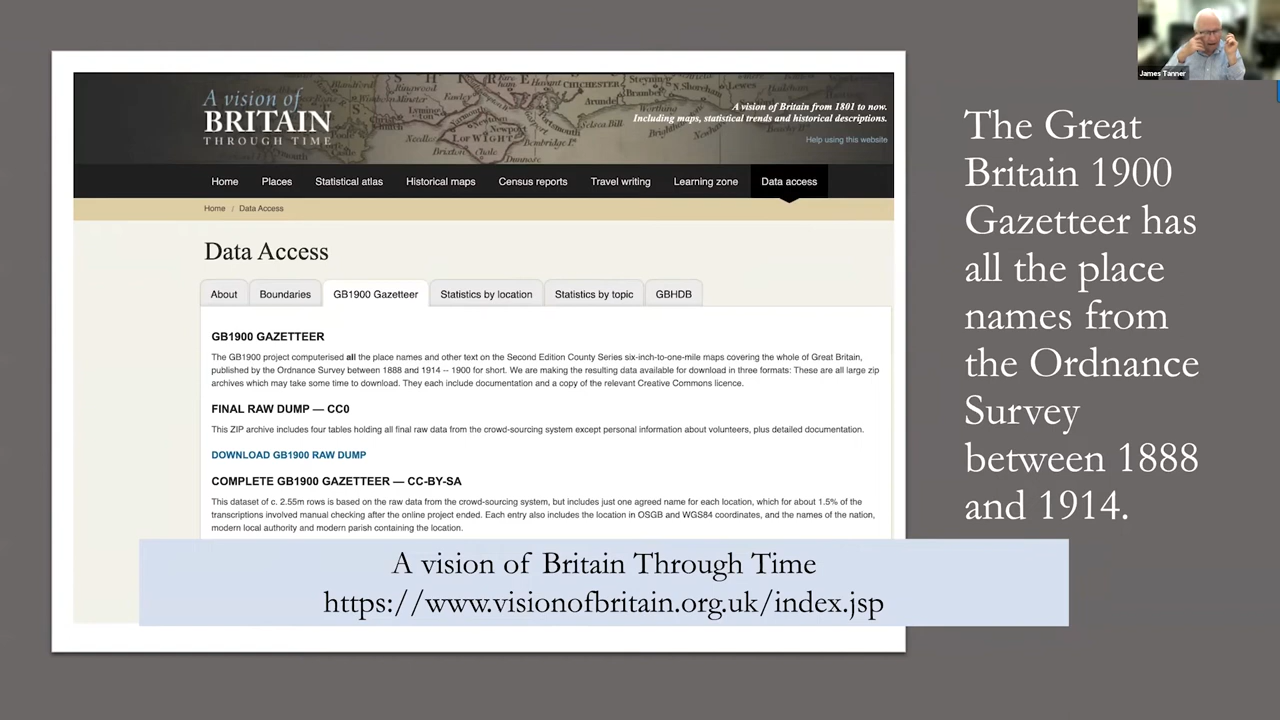 James Tanner
A vision of
BRITAIN
THROUGH TIME
A vision of Britain from 1801 to now.
Including maps, statistical trends and historical descriptions.
Help using this website
Home Places Statistical atlas Historical maps Census reports Travel writing Learning zone Data access
Home / Data Access
Data Access
About Boundaries GB1900 Gazetteer Statistics by location Statistics by topic GBHDB
GB1900 GAZETTEER
The GB1900 project computerised all the place names and other text on the Second Edition County Series six-inch-to-one-mile maps covering the whole of Great Britain,
published by the Ordnance Survey between 1888 and 1914 -- 1900 for short. We are making the resulting data available for download in three formats: These are all large zip
archives which may take some time to download. They each include documentation and a copy of the relevant Creative Commons licence.
FINAL RAW DUMP — CC0
This ZIP archive includes four tables holding all final raw data from the crowd-sourcing system except personal information about volunteers, plus detailed documentation.
DOWNLOAD GB1900 RAW DUMP
COMPLETE GB1900 GAZETTEER — CC-BY-SA
This dataset of c. 2.55m rows is based on the raw data from the crowd-sourcing system, but includes just one agreed name for each location, which for about 1.5% of the
transcriptions involved manual checking after the online project ended. Each entry also includes the location in OSGB and WGS84 coordinates, and the names of the nation,
modern local authority and modern parish containing the location.
A vision of Britain Through Time
https://www.visionofbritain.org.uk/index.jsp
The Great
Britain 1900
Gazetteer has
all the place
names from
the Ordnance
Survey
between 1888
and 1914.